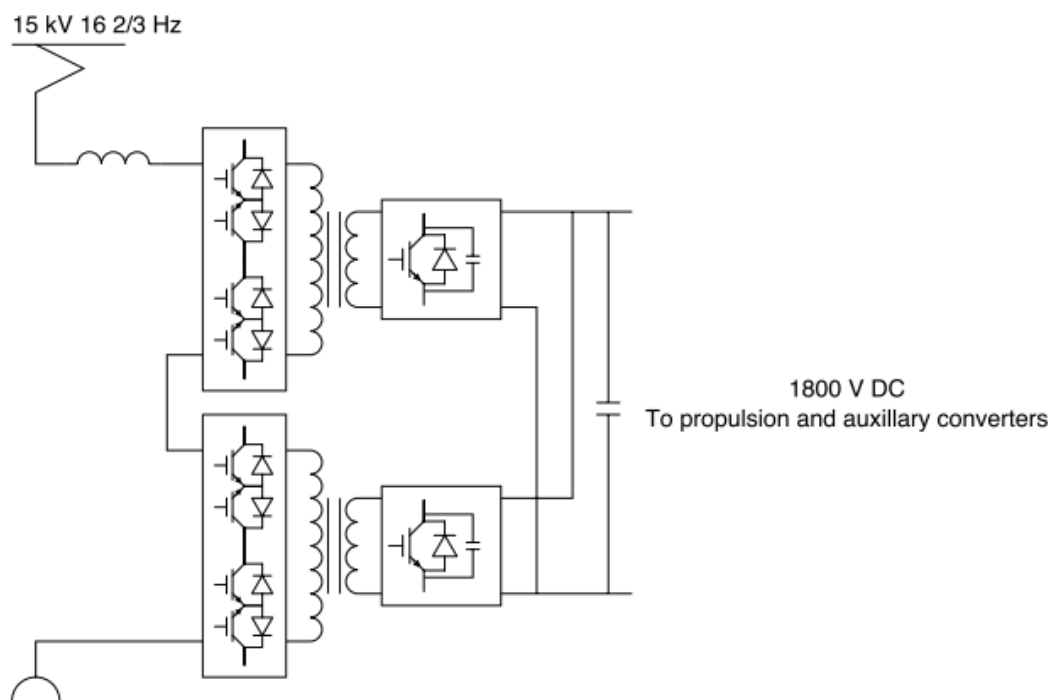 15 kV 16 2/3 Hz
1800 V DC
To propulsion and auxillary converters